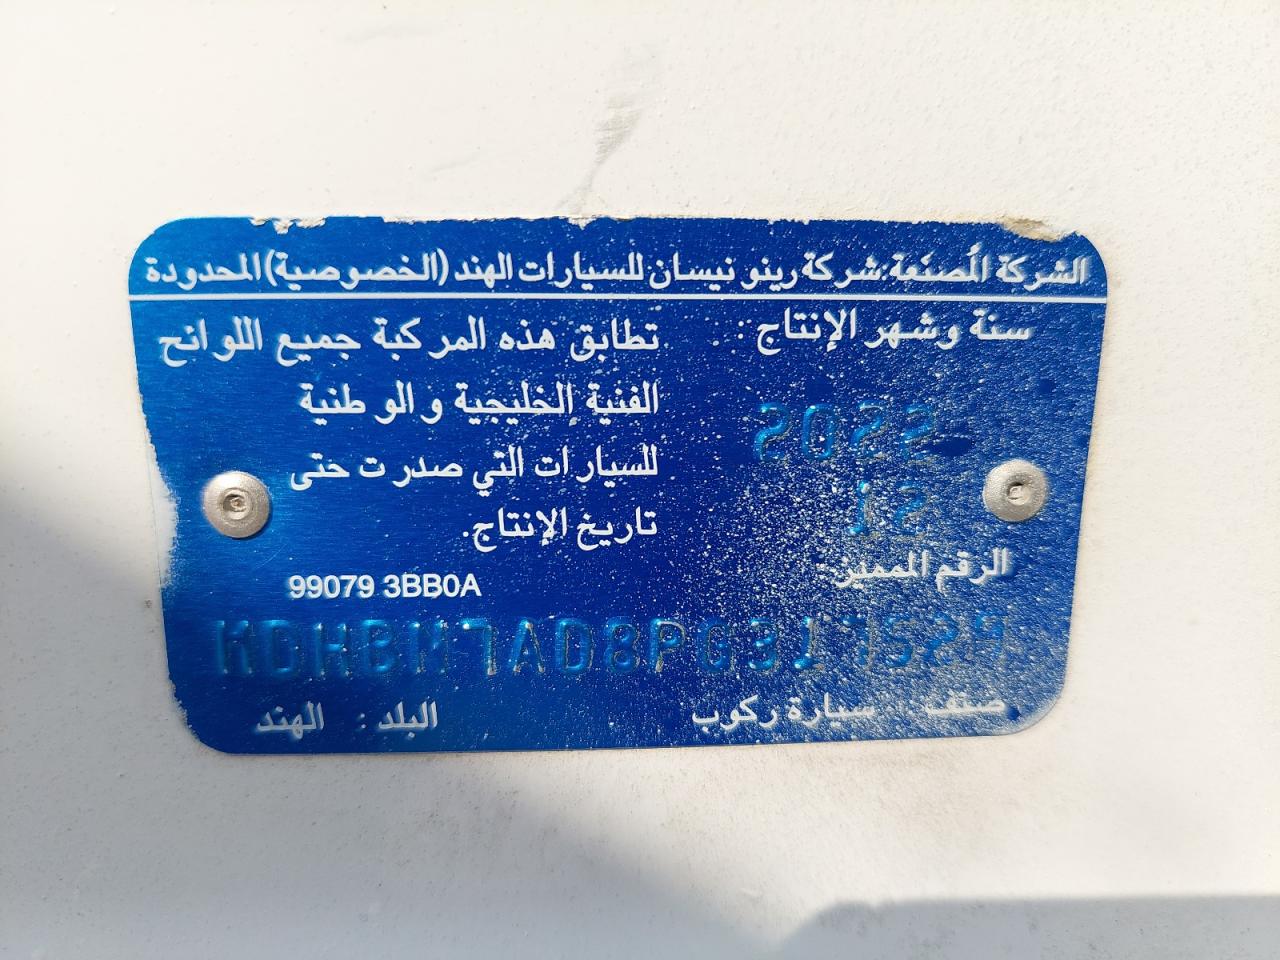 الشركة المُصنعة:شركة رينو نيسان للسيارات الهند (الخصوصية) المحدودة
سنة وشهر الإنتاج :
2022
12
تطابق هذه المركبة جميع اللوائح
الفنية الخليجية والوطنية
للسيارات التي صدرت حتى
تاريخ الإنتاج.
99079 3BB0A
الرقم المميز
صنف سيارة ركوب
البلد : الهند